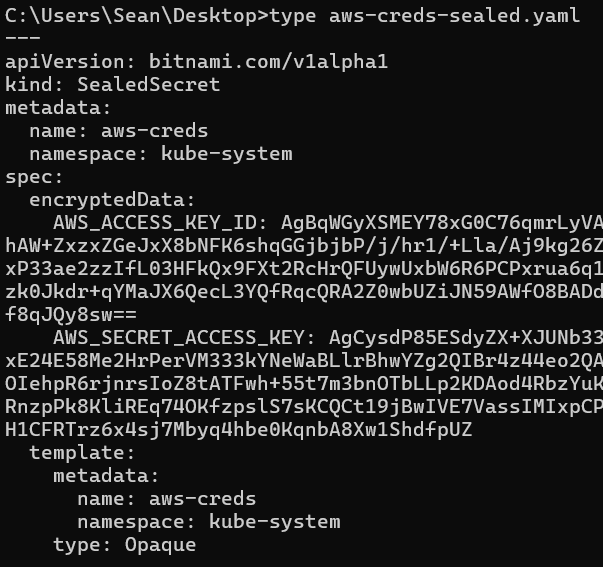 C:\Users\Sean\Desktop>type aws-creds-sealed.yaml
---
apiVersion: bitnami.com/v1alpha1
kind: SealedSecret
metadata:
  name: aws-creds
  namespace: kube-system
spec:
  encryptedData:
    AWS_ACCESS_KEY_ID: AgBqWGyXSMEY78xG0C76qmrLyVA
hAW+ZxzxZGeJxX8bNFK6shqGGjbjbP/j/hr1/+Lla/Aj9kg26Z
xP33ae2zzIfL03HFkQx9FXt2RcHrQFUywUxbW6R6PCPxrua6q1
zk0Jkdr+qYMaJX6QecL3YQfRqcQRA2Z0wbUZiJN59AWfO8BADd
f8qJQy8sw==
    AWS_SECRET_ACCESS_KEY: AgCysdP85ESdyZX+XJUNb33
xE24E58Me2HrPerVM333kYNeWaBLlrBhwYZg2QIBr4z44eo2QA
OIehpR6rjnrsIoZ8tATFwh+55t7m3bnOTbLLp2KDAod4RbzYuK
RnzpPk8KliREq74OKfzpslS7sKCQCt19jBwIVE7VassIMIxpCP
H1CFRTrz6x4sj7Mbyq4hbe0KqnbA8Xw1ShdfpUZ
  template:
    metadata:
      name: aws-creds
      namespace: kube-system
    type: Opaque